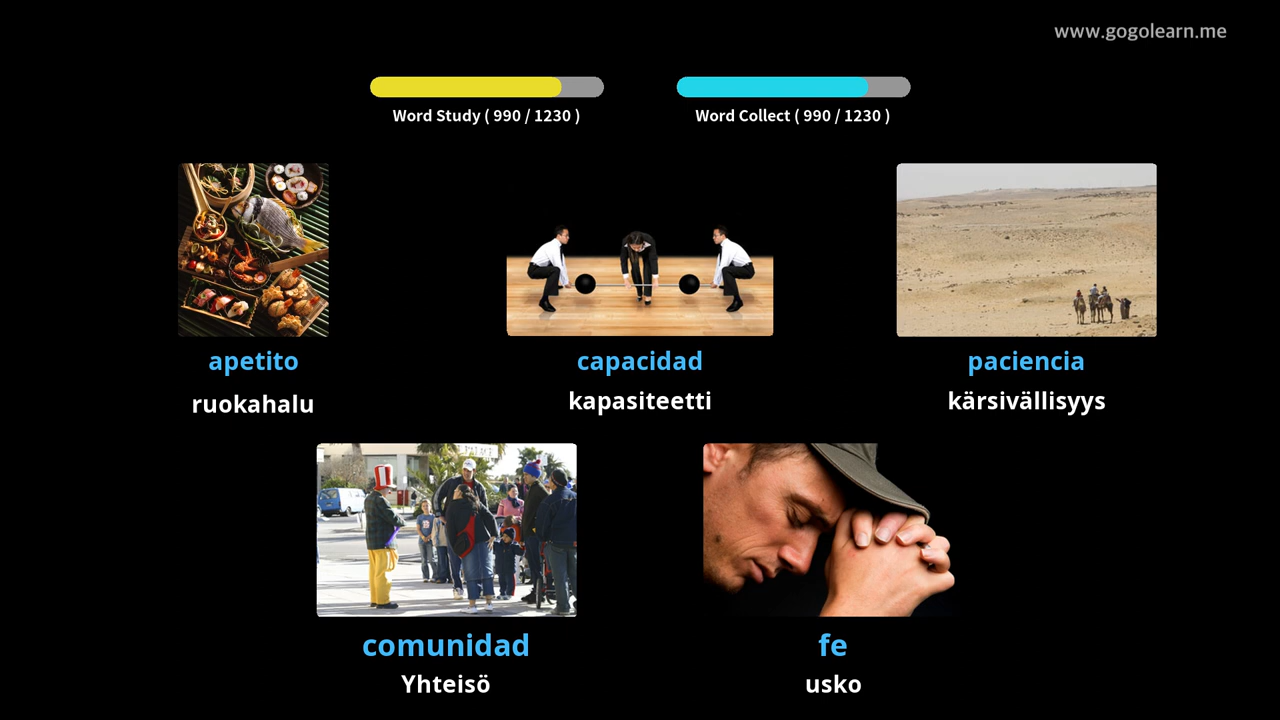 www.gogolearn.me
Word Study ( 990 / 1230 )
Word Collect ( 990 / 1230 )
apetito
ruokahalu
capacidad
kapasiteetti
paciencia
kärsivällisyys
comunidad
Yhteisö
fe
usko